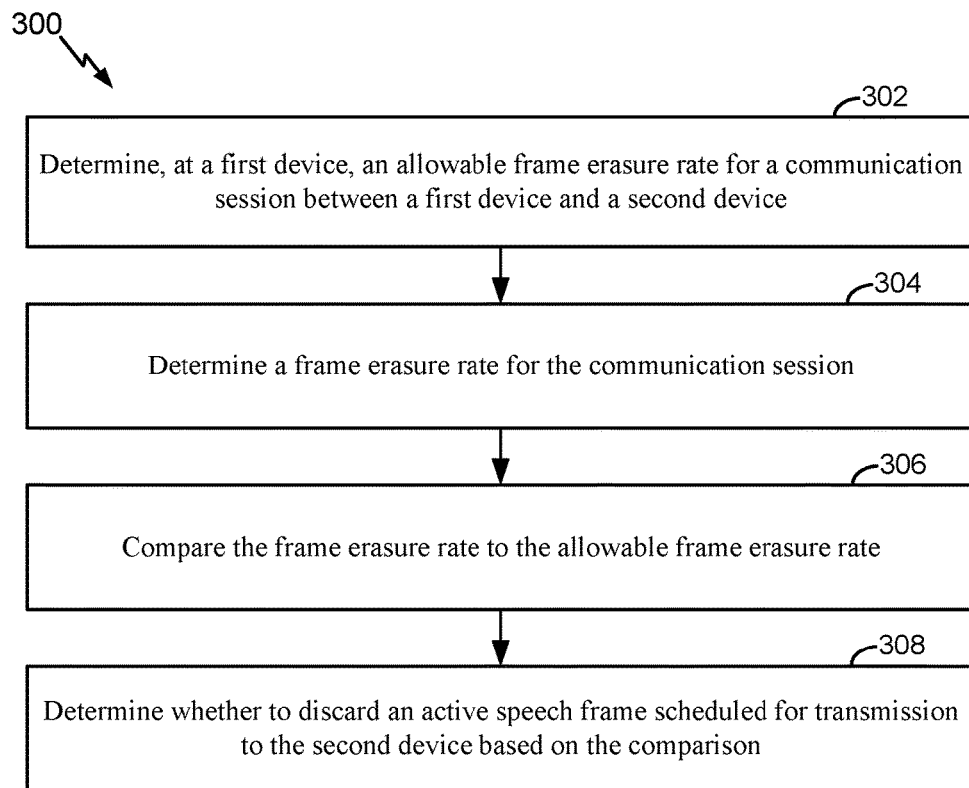 300
302
Determine, at a first device, an allowable frame erasure rate for a communication
session between a first device and a second device
304
Determine a frame erasure rate for the communication session
306
Compare the frame erasure rate to the allowable frame erasure rate
308
Determine whether to discard an active speech frame scheduled for transmission
to the second device based on the comparison